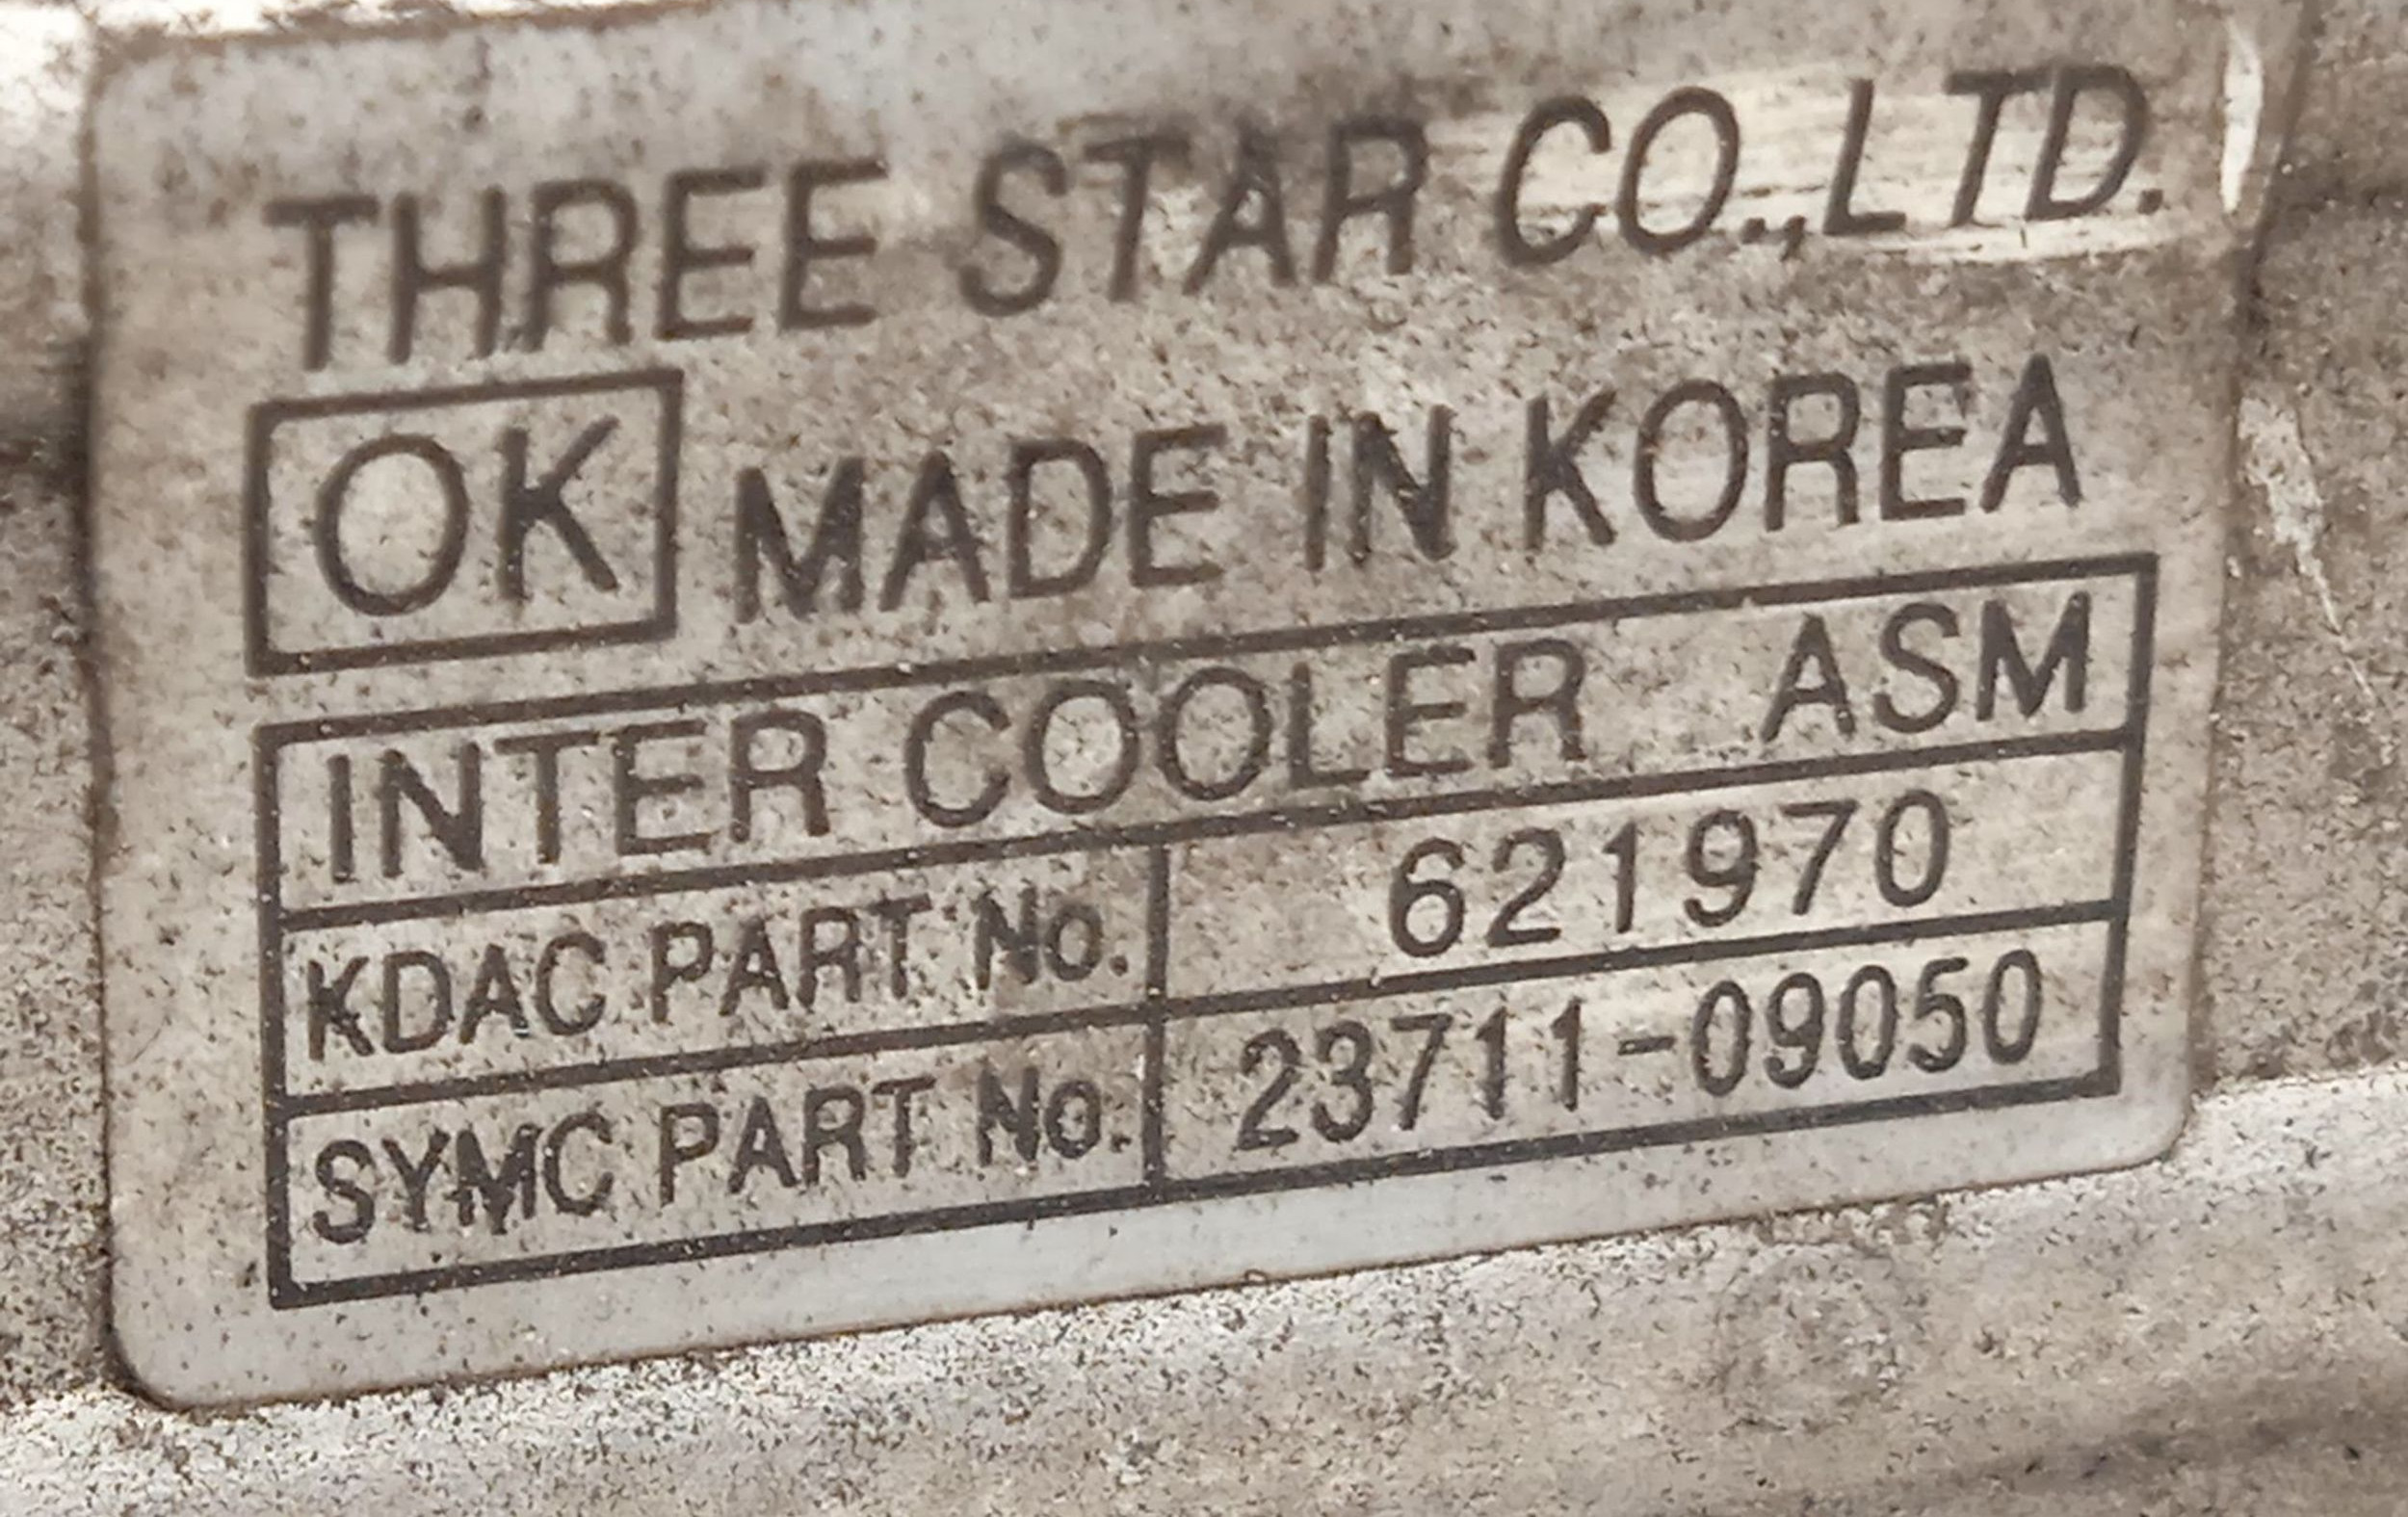 THREE STAR CO.,LTD.
OK MADE IN KOREA
INTER COOLER ASM
KDAC PART No. 621970
SYMC PART No. 23711-09050